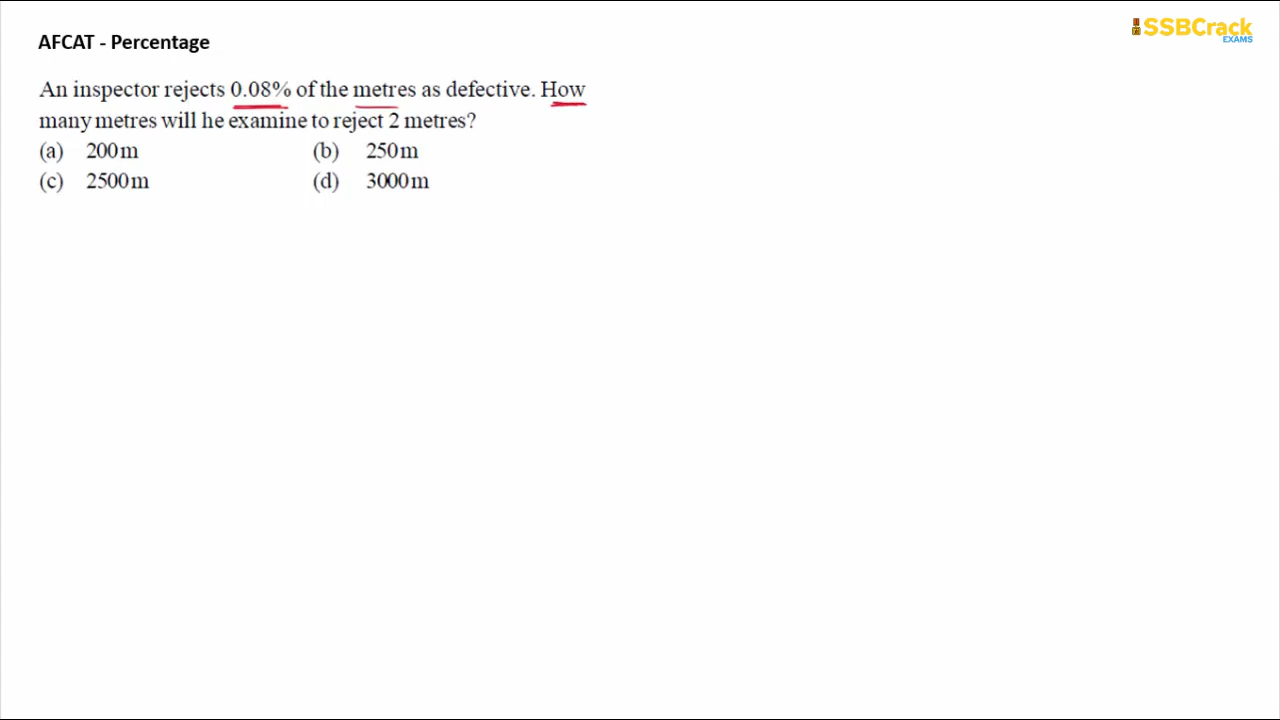 SSBCrack
EXAMS
AFCAT - Percentage
An inspector rejects 0.08% of the metres as defective. How
many metres will he examine to reject 2 metres?
(a) 200m (b) 250m
(c) 2500m (d) 3000m